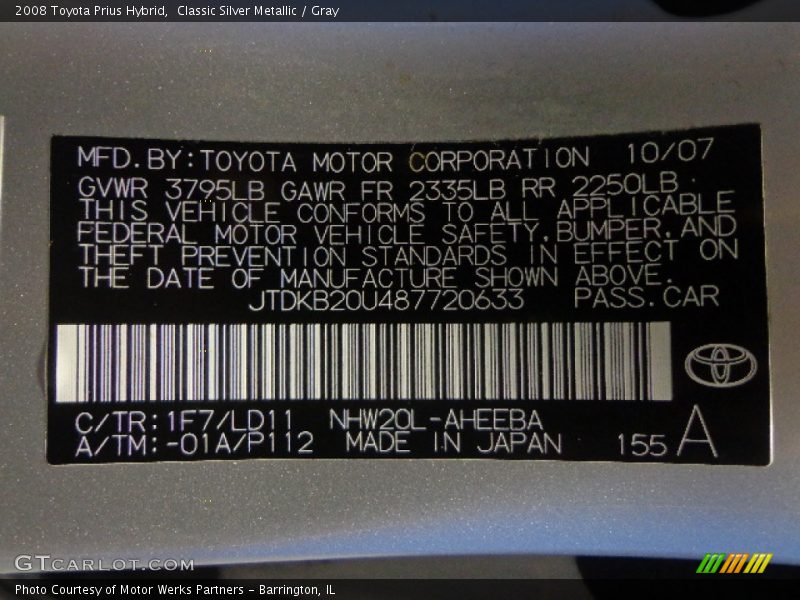 2008 Toyota Prius Hybrid,  Classic Silver Metallic / Gray
MFD.BY:TOYOTA MOTOR CORPORATION 10/07
GVWR 3795LB GAWR FR 2335LB RR 2250LB
THIS VEHICLE CONFORMS TO ALL APPLICABLE
FEDERAL MOTOR VEHICLE SAFETY,BUMPER,AND
THEFT PREVENTION STANDARDS IN EFFECT ON
THE DATE OF MANUFACTURE SHOWN ABOVE.
JTDKB20U487720633 PASS.CAR
C/TR:1F7/LD11 NHW20L-AHEEBA
A/TM:-01A/P112 MADE IN JAPAN 155 A
GTCARLOT.COM
Photo Courtesy of Motor Werks Partners - Barrington, IL